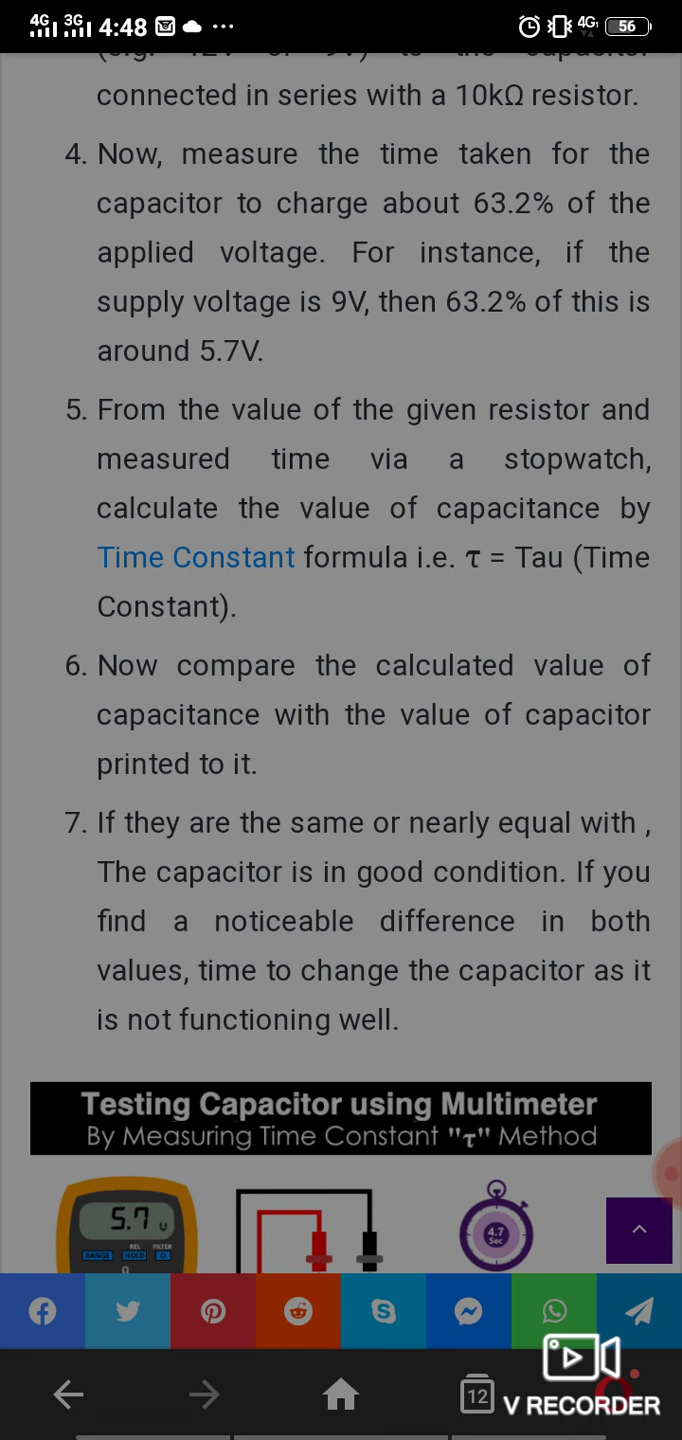 4G 3G 4:48 4G 56
connected in series with a 10kΩ resistor.
4. Now, measure the time taken for the
capacitor to charge about 63.2% of the
applied voltage. For instance, if the
supply voltage is 9V, then 63.2% of this is
around 5.7V.
5. From the value of the given resistor and
measured time via a stopwatch,
calculate the value of capacitance by
Time Constant formula i.e. τ = Tau (Time
Constant).
6. Now compare the calculated value of
capacitance with the value of capacitor
printed to it.
7. If they are the same or nearly equal with ,
The capacitor is in good condition. If you
find a noticeable difference in both
values, time to change the capacitor as it
is not functioning well.
Testing Capacitor using Multimeter
By Measuring Time Constant "τ" Method
5.7 v
REL FILTER
RANGE HOLD
4.7
Sec
12
V RECORDER